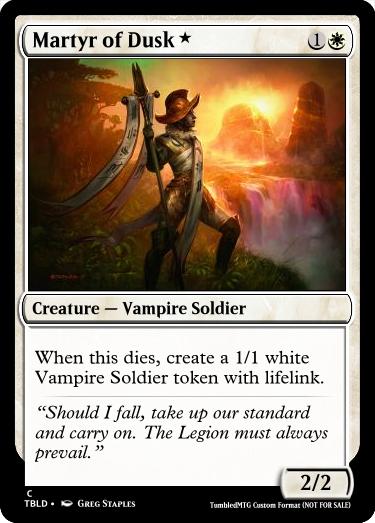 Martyr of Dusk★ 1
Creature — Vampire Soldier
When this dies, create a 1/1 white
Vampire Soldier token with lifelink.
“Should I fall, take up our standard
and carry on. The Legion must always
prevail.”
2/2
C
TBLD • Greg Staples
TumbledMTG Custom Format (NOT FOR SALE)